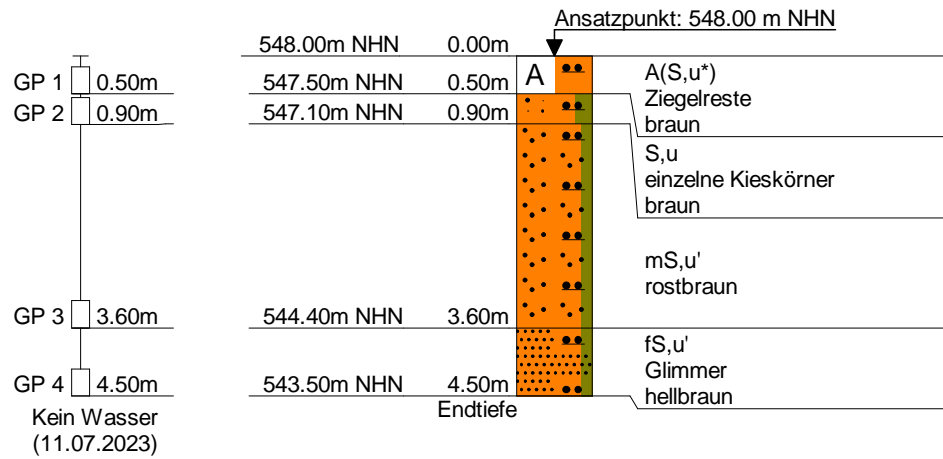 Ansatzpunkt: 548.00 m NHN
548.00m NHN 0.00m
GP 1 0.50m 547.50m NHN 0.50m A
A(S,u*)
Ziegelreste
braun
GP 2 0.90m 547.10m NHN 0.90m
S,u
einzelne Kieskörner
braun
mS,u'
rostbraun
GP 3 3.60m 544.40m NHN 3.60m
fS,u'
Glimmer
hellbraun
GP 4 4.50m 543.50m NHN 4.50m
Endtiefe
Kein Wasser
(11.07.2023)